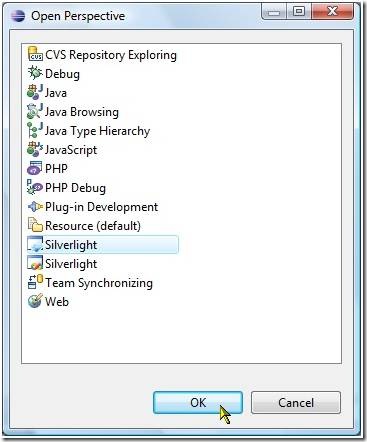 Open Perspective
CVS Repository Exploring
Debug
Java
Java Browsing
Java Type Hierarchy
JavaScript
PHP
PHP Debug
Plug-in Development
Resource (default)
Silverlight
Silverlight
Team Synchronizing
Web
OK
Cancel